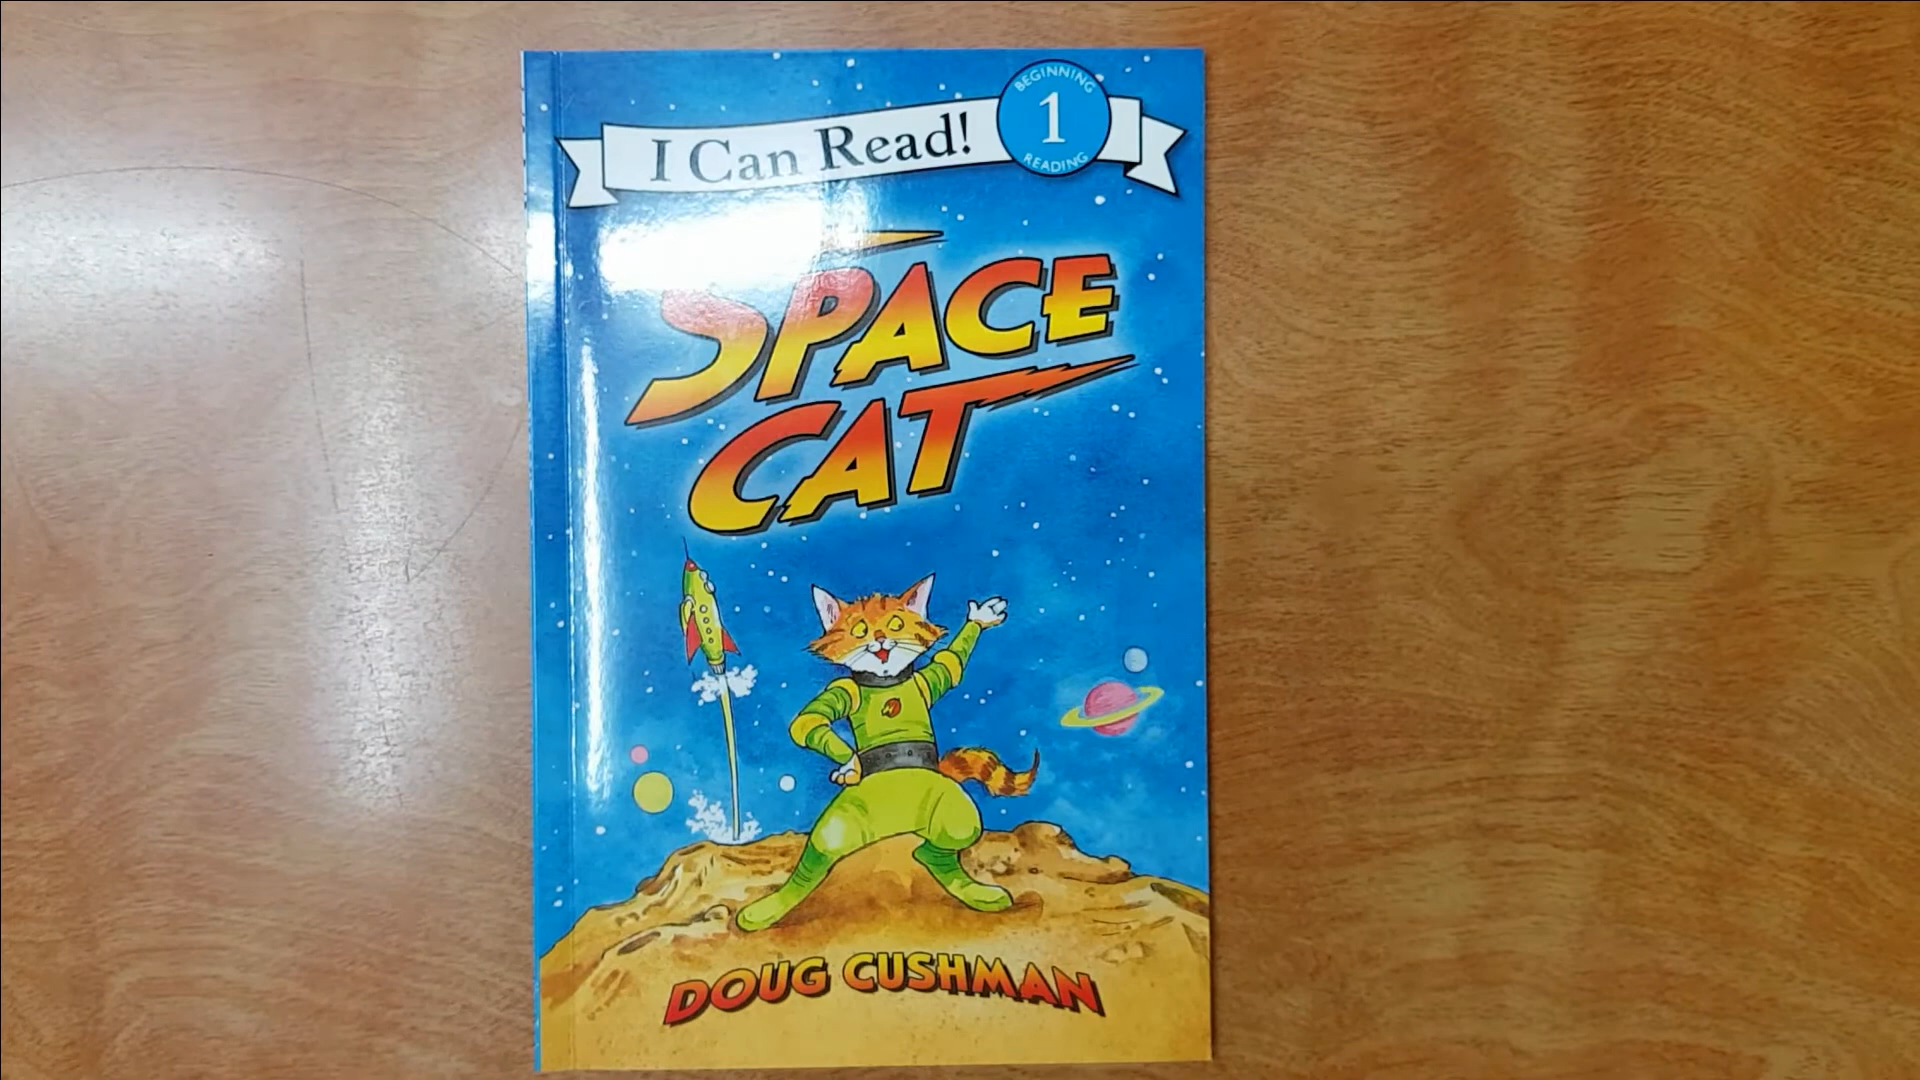 I Can Read!
BEGINNING
1
READING
SPACE
CAT
DOUG CUSHMAN